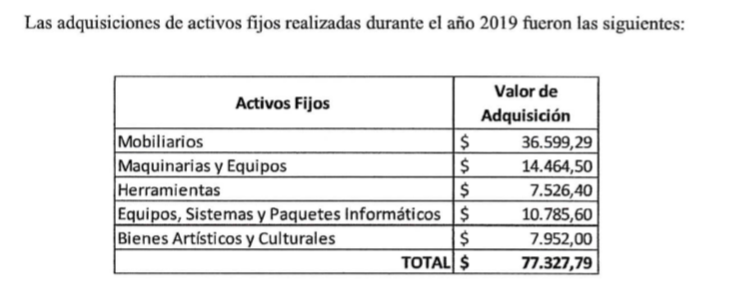 Las adquisiciones de activos fijos realizadas durante el año 2019 fueron las siguientes:
Activos Fijos
Valor de
Adquisición
Mobiliarios $ 36.599,29
Maquinarias y Equipos $ 14.464,50
Herramientas $ 7.526,40
Equipos, Sistemas y Paquetes Informáticos $ 10.785,60
Bienes Artísticos y Culturales $ 7.952,00
TOTAL $ 77.327,79